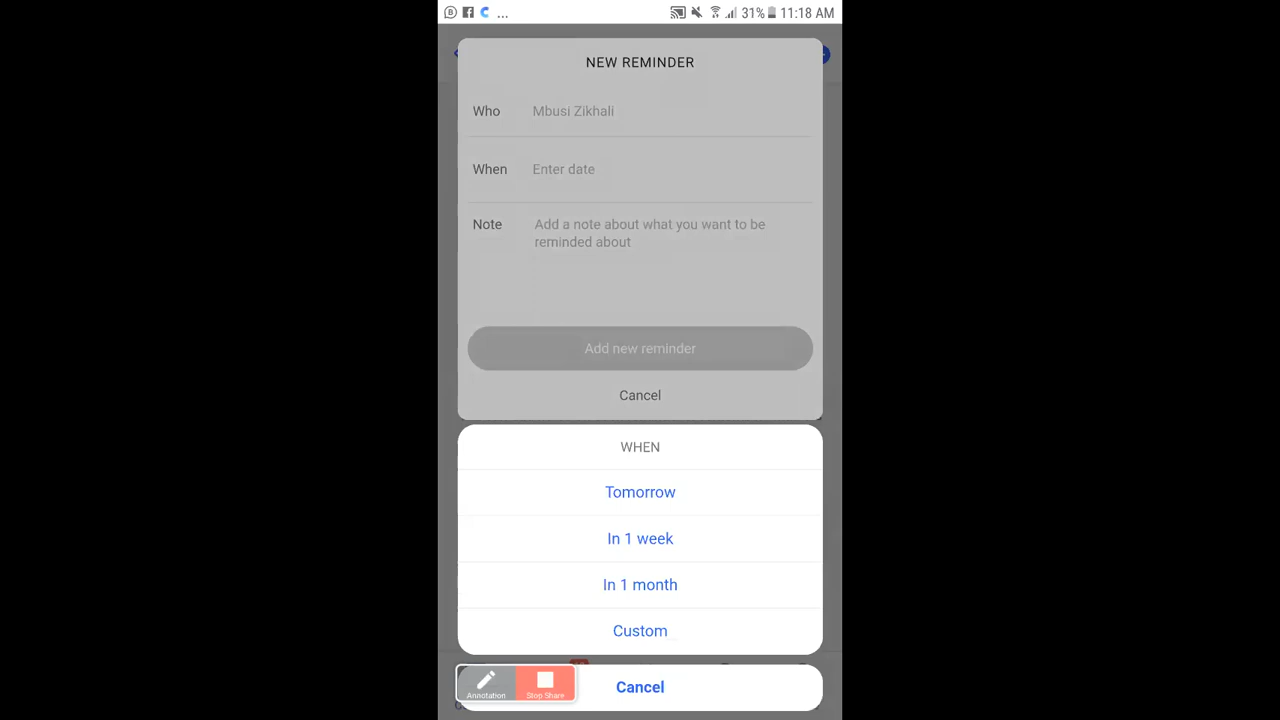 ... 31% 11:18 AM
NEW REMINDER
Who Mbusi Zikhali
When Enter date
Note Add a note about what you want to be
reminded about
Add new reminder
Cancel
WHEN
Tomorrow
In 1 week
In 1 month
Custom
Cancel
Annotation Stop Share